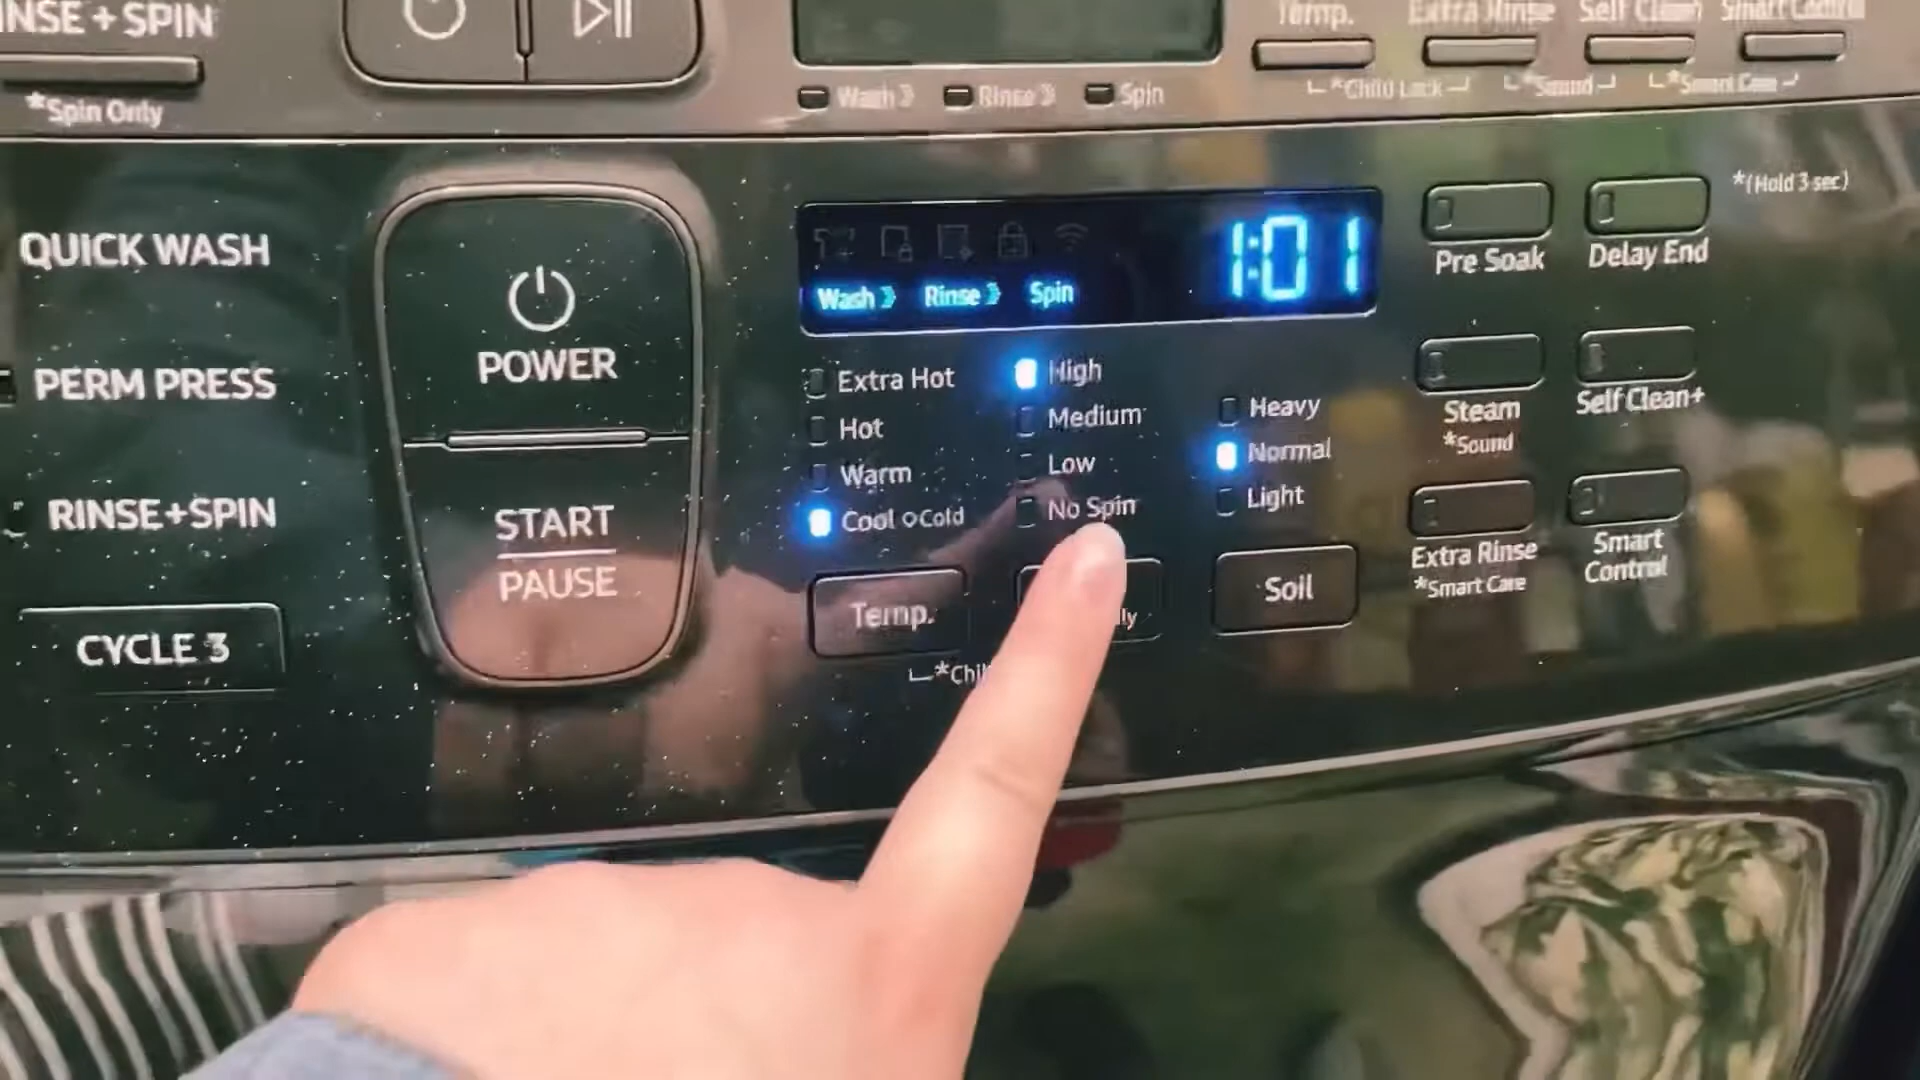 INSE + SPIN
*Spin Only
Wash Rinse Spin
Temp. Extra Rinse Self Clean Smart Control
*Child Lock *Sound *Smart Care
QUICK WASH
PERM PRESS
RINSE+SPIN
CYCLE 3
POWER
START
PAUSE
1:01
Wash Rinse Spin
Extra Hot
Hot
Warm
Cool Cold
Temp.
High
Medium
Low
No Spin
ly
*Chil
Heavy
Normal
Light
Soil
Pre Soak
Delay End
*(Hold 3 sec)
Steam
*Sound
Self Clean+
Extra Rinse
*Smart Care
Smart
Control